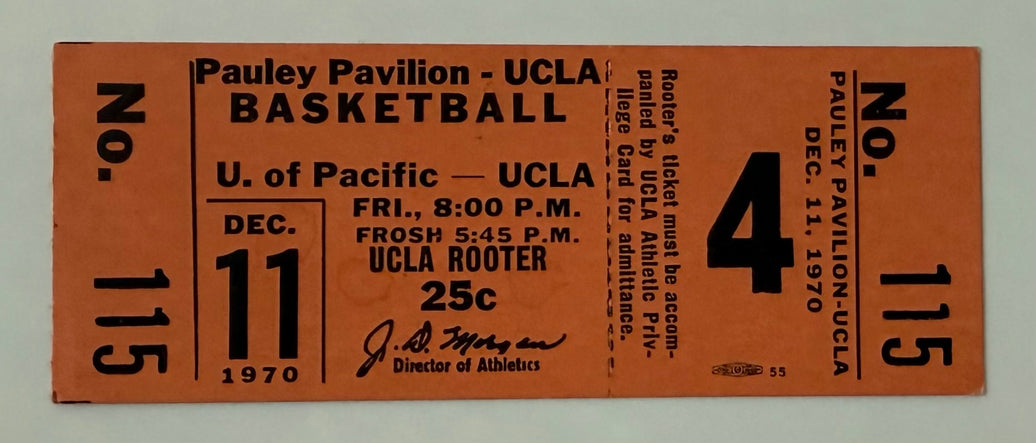 No. 115
Pauley Pavilion - UCLA
BASKETBALL
U. of Pacific — UCLA
DEC.
11
1970
FRI., 8:00 P.M.
FROSH 5:45 P.M.
UCLA ROOTER
25c
J. D. Morgan
Director of Athletics
Rooter's ticket must be accom-
panied by UCLA Athletic Priv-
ilege Card for admittance.
4
55
DEC. 11, 1970
PAULEY PAVILION-UCLA
No. 115